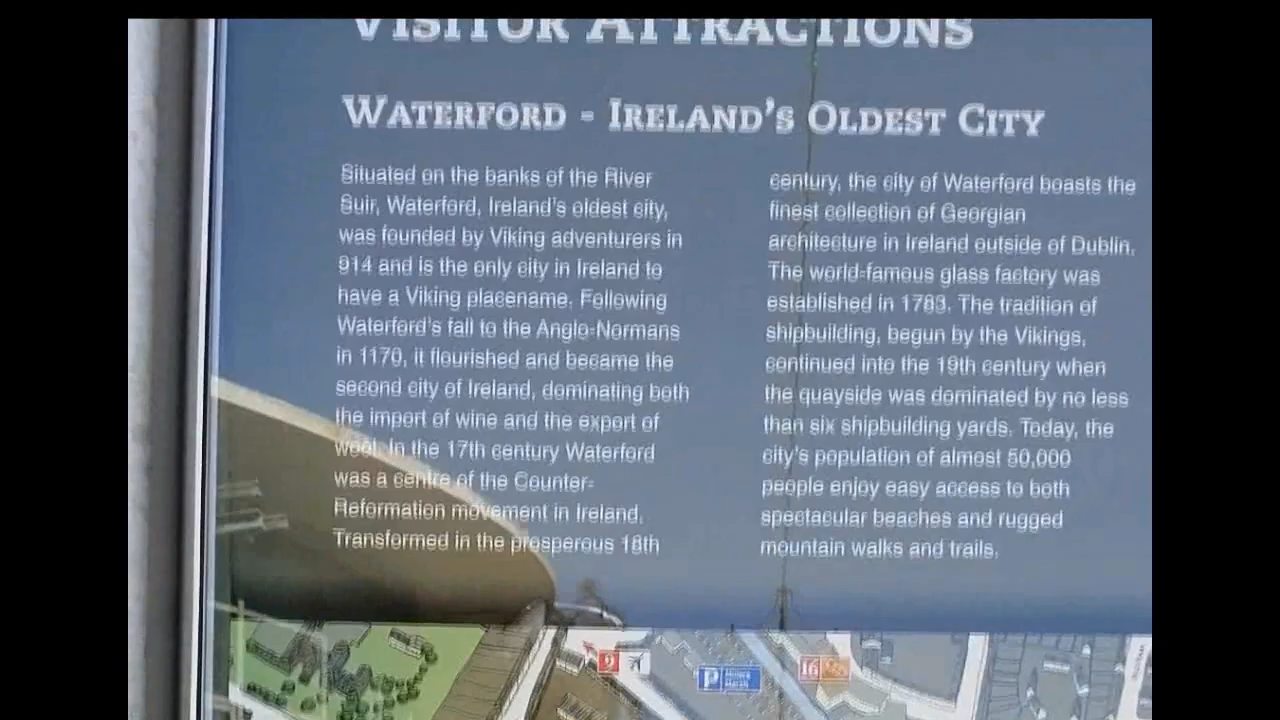 VISITOR ATTRACTIONS
WATERFORD - IRELAND'S OLDEST CITY
Situated on the banks of the River
Suir, Waterford, Ireland's oldest city,
was founded by Viking adventurers in
914 and is the only city in Ireland to
have a Viking placename. Following
Waterford's fall to the Anglo-Normans
in 1170, it flourished and became the
second city of Ireland, dominating both
the import of wine and the export of
wool. In the 17th century Waterford
was a centre of the Counter-
Reformation movement in Ireland.
Transformed in the prosperous 18th
century, the city of Waterford boasts the
finest collection of Georgian
architecture in Ireland outside of Dublin.
The world-famous glass factory was
established in 1783. The tradition of
shipbuilding, begun by the Vikings,
continued into the 19th century when
the quayside was dominated by no less
than six shipbuilding yards. Today, the
city's population of almost 50,000
people enjoy easy access to both
spectacular beaches and rugged
mountain walks and trails.
9
P
16